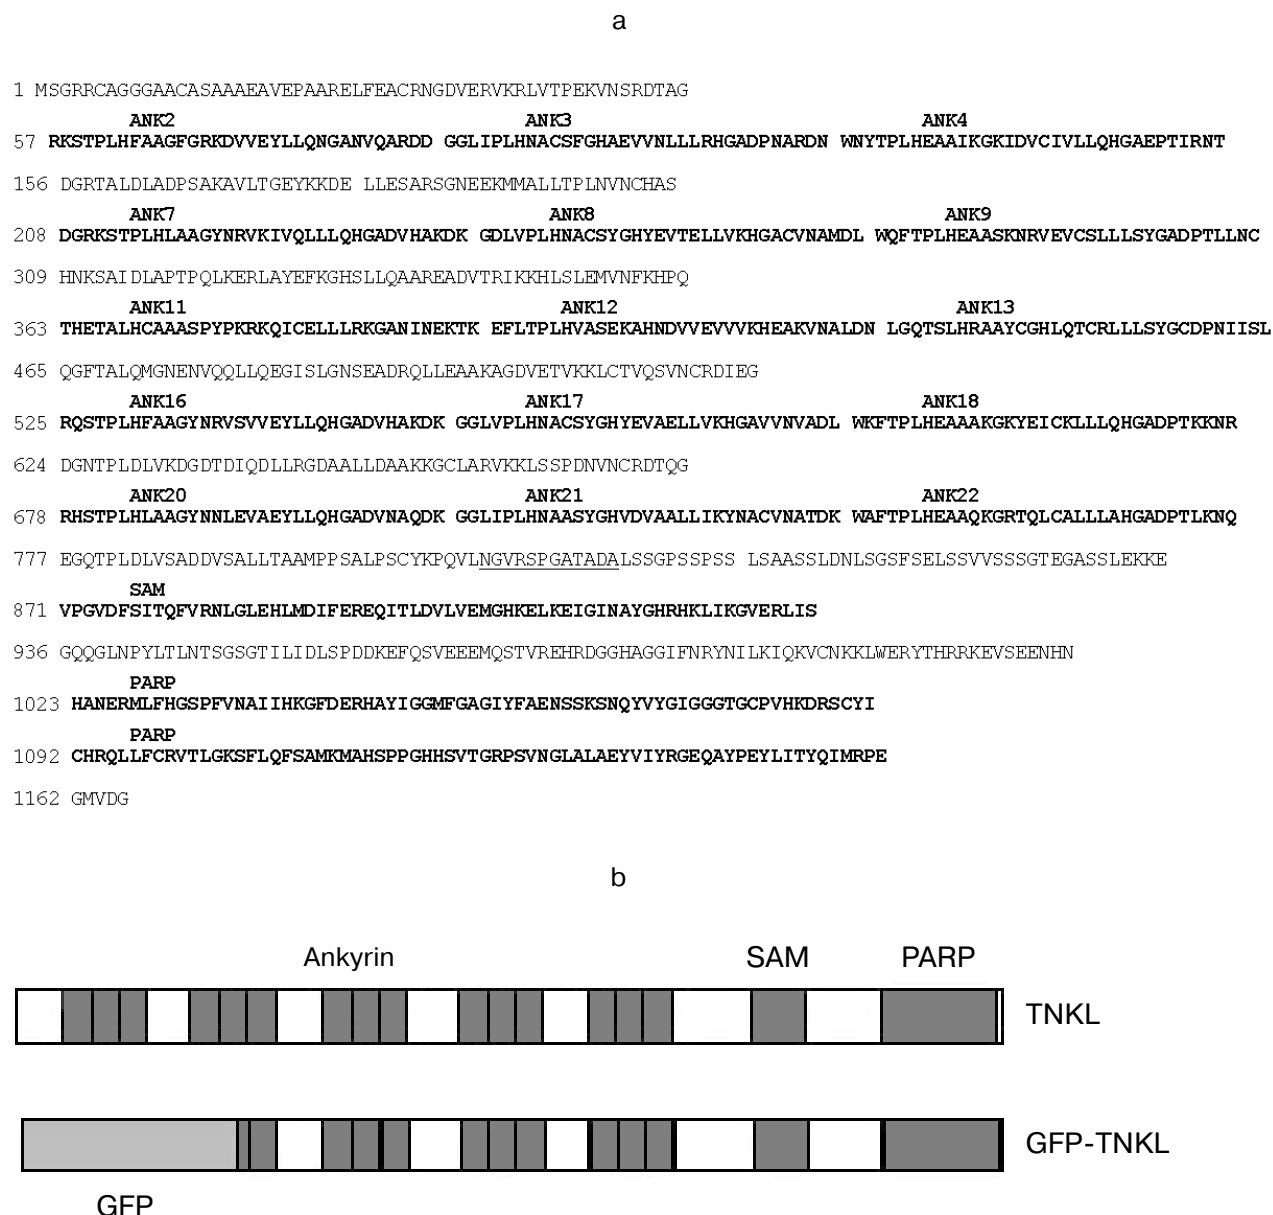 a
1 MSGRRCAGGGAACASAAAEAVEPAARELFEACRNGDVERVKRLVTPEKVNSRDTAG
ANK2 ANK3 ANK4
57 RKSTPLHFAAGFGRKDVVEYLLQNGANVQARDD GGLIPLHNACSFGHAEVVNLLLRHGADPNARDN WNYTPLHEAAIKGKIDVCIVLLQHGAEPTIRNT
156 DGRTALDLADPSAKAVLTGEYKKDE LLESARSGNEEKMMALLTPLNVNCHAS
ANK7 ANK8 ANK9
208 DGRKSTPLHLAAGYNRVKIVQLLLQHGADVHAKDK GDLVPLHNACSYGHYEVTELLVKHGACVNAMDL WQFTPLHEAASKNRVEVCSLLLSYGADPTLLNC
309 HNKSAIDLAPTPQLKERLAYEFKGHSLLQAAREADVTRIKKHLSLEMVNFKHPQ
ANK11 ANK12 ANK13
363 THETALHCAAASPYPKRKQICELLLRKGANINEKTK EFLTPLHVASEKAHNDVVEVVVKHEAKVNALDN LGQTSLHRAAYCGHLQTCRLLLSYGCDPNIISL
465 QGFTALQMGNENVQQLLQEGISLGNSEADRQLLEAAKAGDVETVKKLCTVQSVNCRDIEG
ANK16 ANK17 ANK18
525 RQSTPLHFAAGYNRVSVVEYLLQHGADVHAKDK GGLVPLHNACSYGHYEVAELLVKHGAVVNVADL WKFTPLHEAAAKGKYEICKLLLQHGADPTKKNR
624 DGNTPLDLVKDGDTDIQDLLRGDAALLDAAKKGCLARVKKLSSPDNVNCRDTQG
ANK20 ANK21 ANK22
678 RHSTPLHLAAGYNNLEVAEYLLQHGADVNAQDK GGLIPLHNAASYGHVDVAALLIKYNACVNATDK WAFTPLHEAAQKGRTQLCALLLAHGADPTLKNQ
777 EGQTPLDLVSADDVSALLTAAMPPSALPSCYKPQVLNGVRSPGATADALSSGPSSPSS LSAASSLDNLSGSFSELSSVVSSSGTEGASSLEKKE
SAM
871 VPGVDFSITQFVRNLGLEHLMDIFEREQITLDVLVEMGHKELKEIGINAYGHRHKLIKGVERLIS
936 GQQGLNPYLTLNTSGSGTILIDLSPDDKEFQSVEEEMQSTVREHRDGGHAGGIFNRYNILKIQKVCNKKLWERYTHRRKEVSEENHN
PARP
1023 HANERMLFHGSPFVNAIIHKGFDERHAYIGGMFGAGIYFAENSSKSNQYVYGIGGGTGCPVHKDRSCYI
PARP
1092 CHRQLLFCRVTLGKSFLQFSAMKMAHSPPGHHSVTGRPSVNGLALAEYVIYRGEQAYPEYLITYQIMRPE
1162 GMVDG
b
Ankyrin SAM PARP
TNKL
GFP-TNKL
GFP